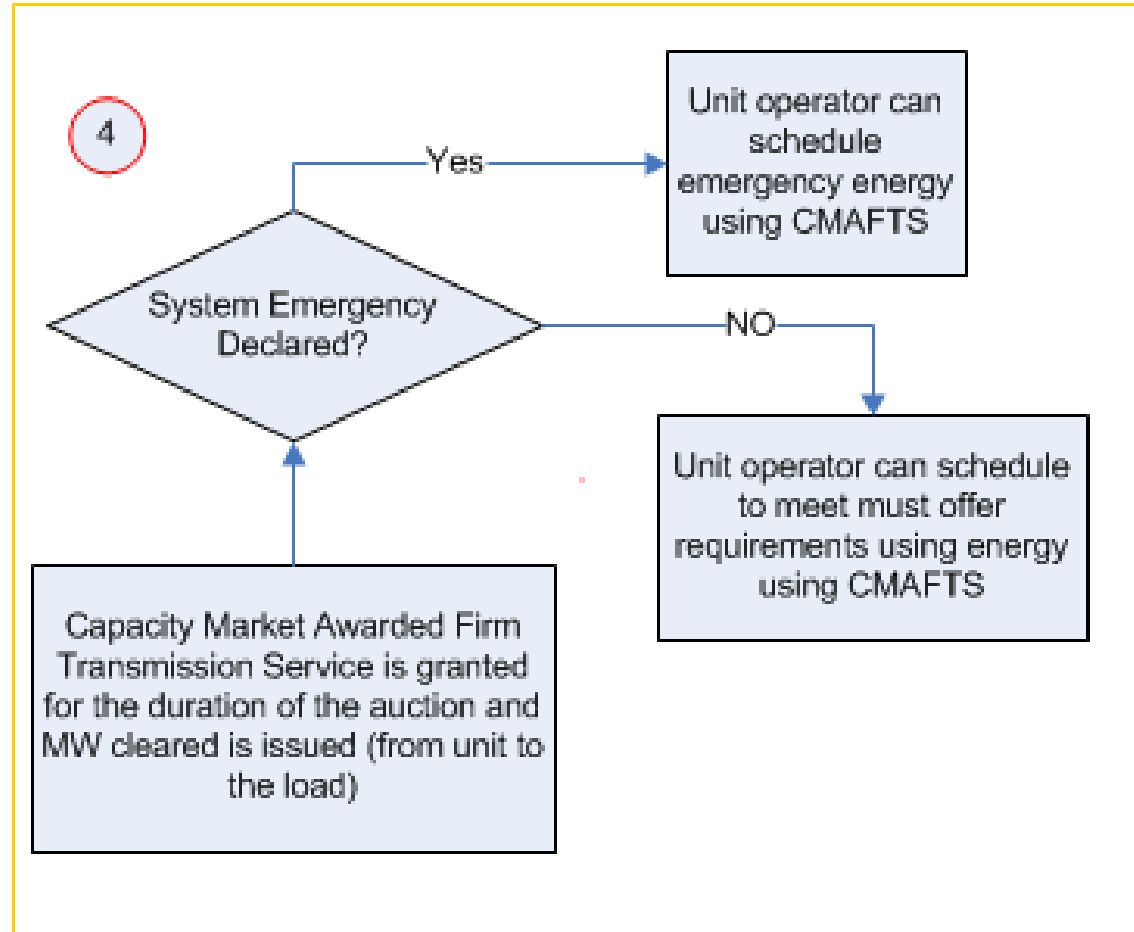 4
Yes
Unit operator can
schedule
emergency energy
using CMAFTS
System Emergency
Declared?
NO
Unit operator can schedule
to meet must offer
requirements using energy
using CMAFTS
Capacity Market Awarded Firm
Transmission Service is granted
for the duration of the auction and
MW cleared is issued (from unit to
the load)